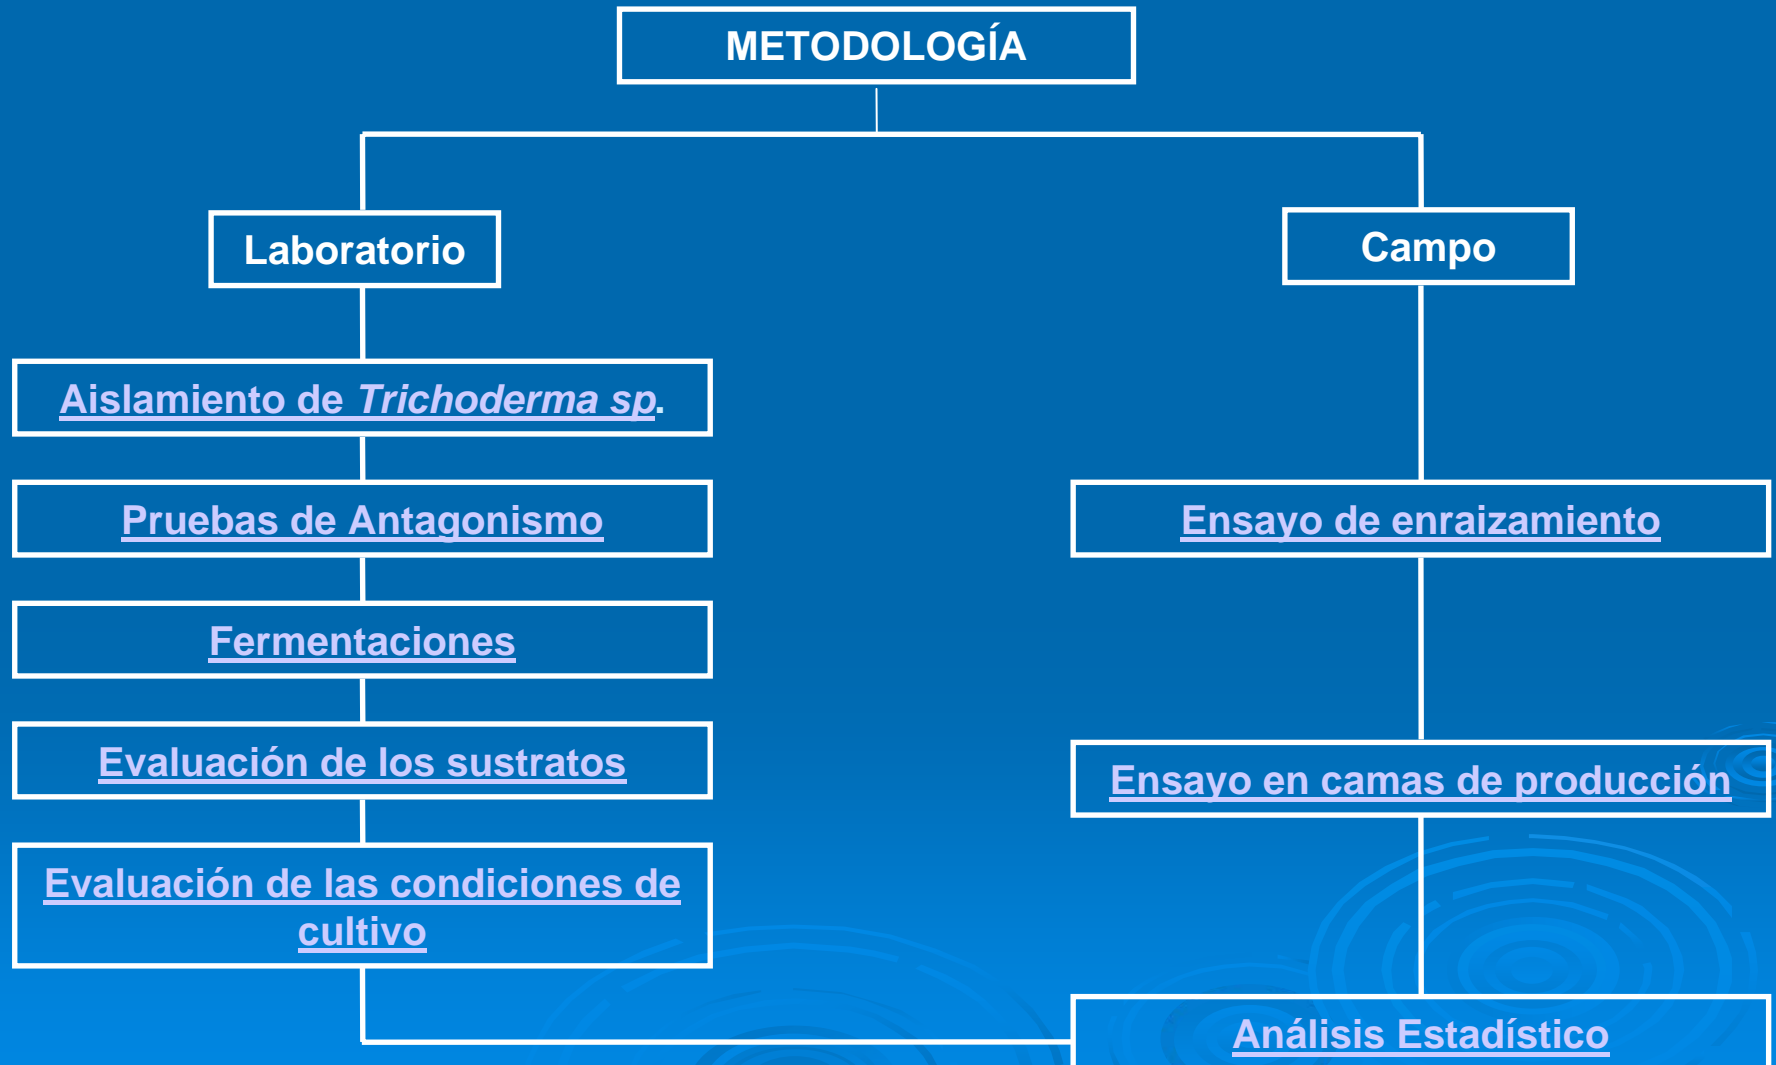 METODOLOGÍA
Laboratorio
Campo
Aislamiento de Trichoderma sp.
Pruebas de Antagonismo
Ensayo de enraizamiento
Fermentaciones
Evaluación de los sustratos
Ensayo en camas de producción
Evaluación de las condiciones de
cultivo
Análisis Estadístico